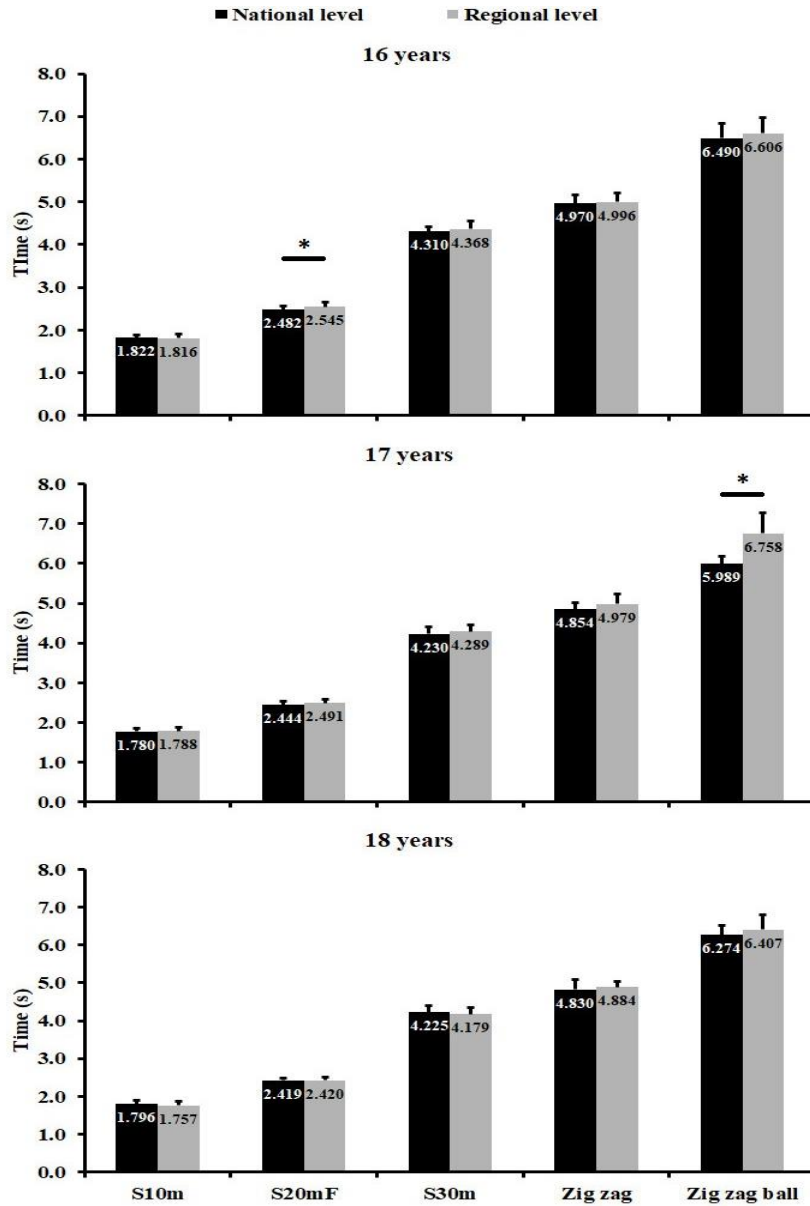 National level Regional level
16 years
8.0
7.0
6.0
5.0
4.0
3.0
2.0
1.0
0.0
TIme (s)
*
1.822 1.816 2.482 2.545 4.310 4.368 4.970 4.996 6.490 6.606
17 years
8.0
7.0
6.0
5.0
4.0
3.0
2.0
1.0
0.0
Time (s)
*
1.780 1.788 2.444 2.491 4.230 4.289 4.854 4.979 5.989 6.758
18 years
8.0
7.0
6.0
5.0
4.0
3.0
2.0
1.0
0.0
Time (s)
1.796 1.757 2.419 2.420 4.225 4.179 4.830 4.884 6.274 6.407
S10m S20mF S30m Zig zag Zig zag ball